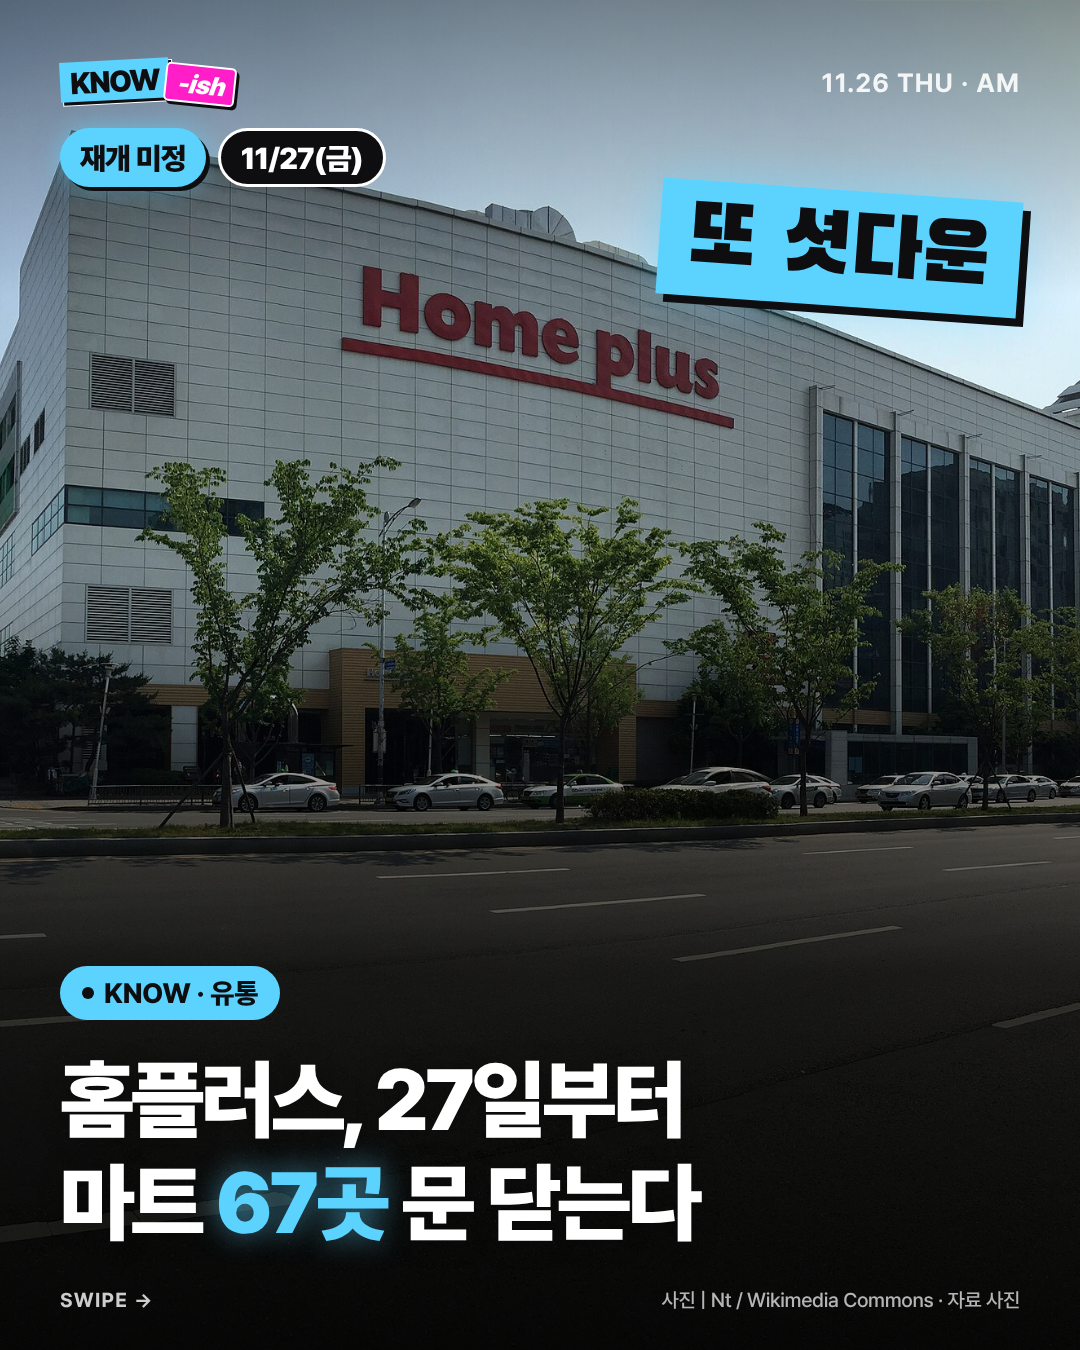 KNOW -ish
11.26 THU · AM
재개 미정
11/27(금)
또 셧다운
Home plus
• KNOW · 유통
홈플러스, 27일부터
마트 67곳 문 닫는다
SWIPE →
사진 | Nt / Wikimedia Commons · 자료 사진